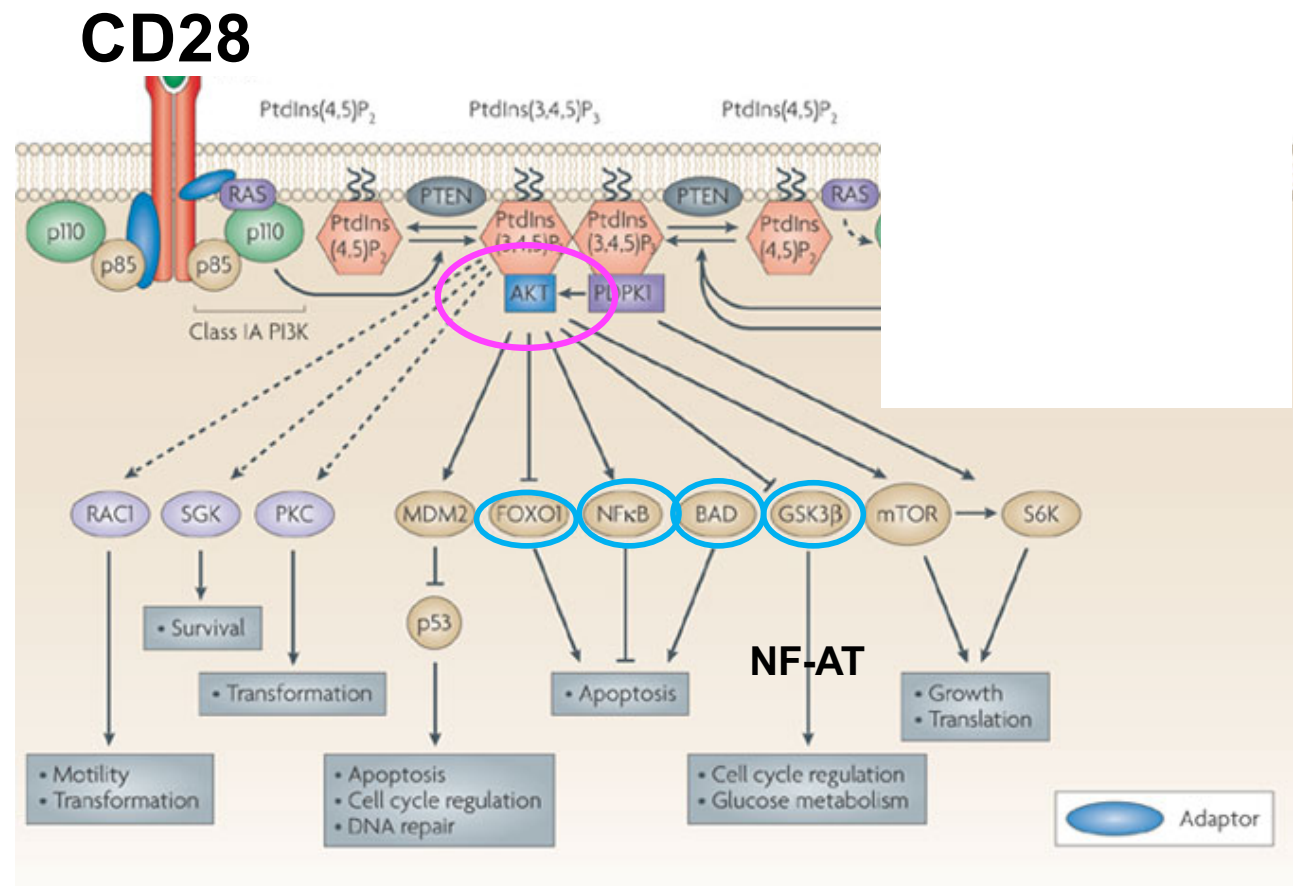 CD28
PtdIns(4,5)P2
PtdIns(3,4,5)P3
PtdIns(4,5)P2
p110
p85
p85
RAS
p110
PtdIns
(4,5)P2
PTEN
PtdIns
(3,4,5)P3
PtdIns
(3,4,5)P3
PTEN
PtdIns
(4,5)P2
RAS
AKT
PDPK1
Class IA PI3K
RAC1
SGK
PKC
MDM2
FOXO1
NFκB
BAD
GSK3β
mTOR
S6K
p53
• Survival
• Transformation
• Apoptosis
NF-AT
• Growth
• Translation
• Motility
• Transformation
• Apoptosis
• Cell cycle regulation
• DNA repair
• Cell cycle regulation
• Glucose metabolism
Adaptor